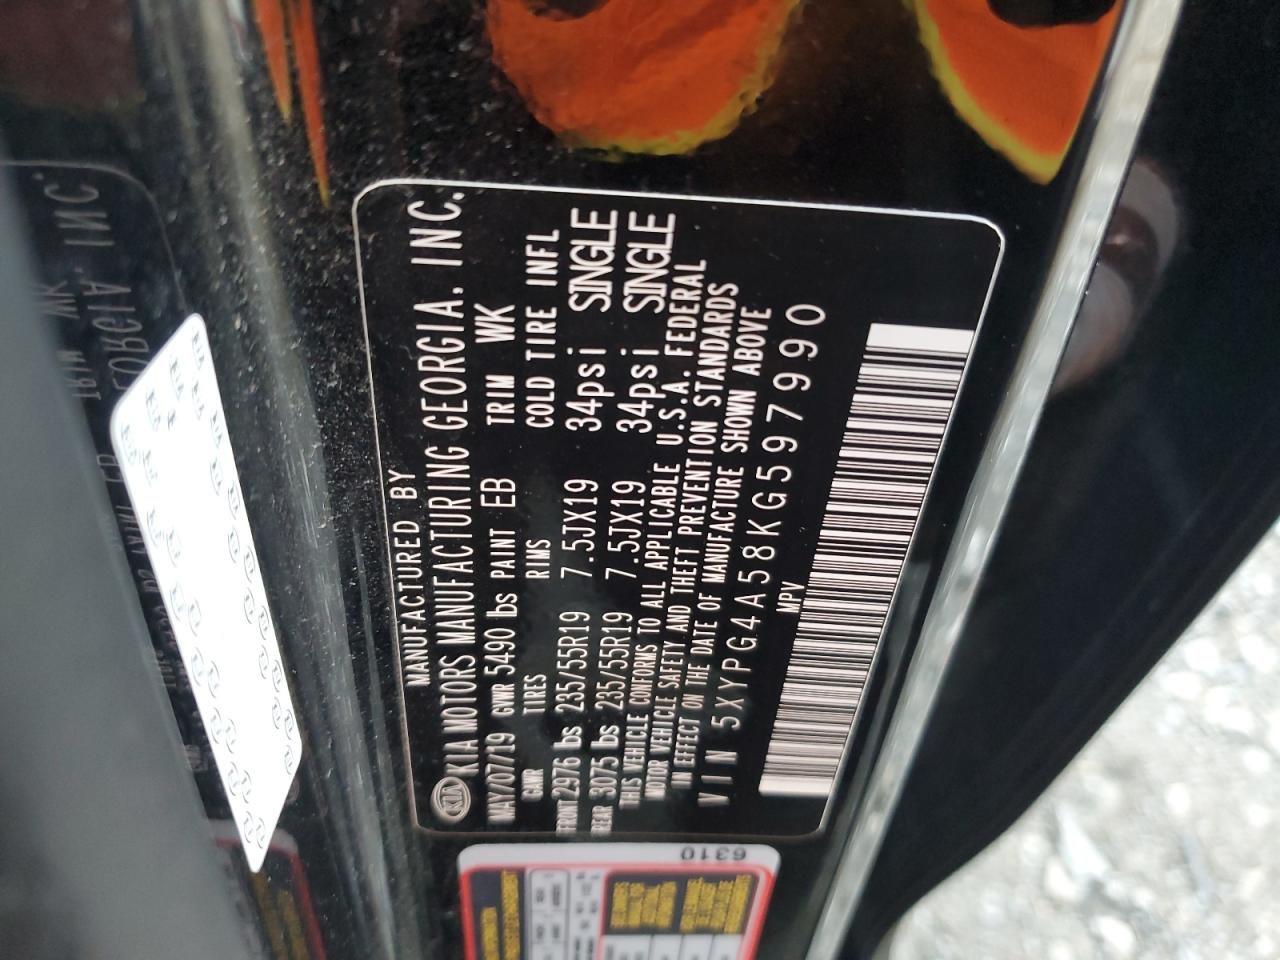 MANUFACTURED BY
KIA KIA MOTORS MANUFACTURING GEORGIA, INC.
MAY/07/19 GVWR 5490 lbs PAINT EB TRIM WK
GAWR TIRES RIMS COLD TIRE INFL
FRONT 2976 lbs 235/55R19 7.5JX19 34psi SINGLE
REAR 3075 lbs 235/55R19 7.5JX19 34psi SINGLE
THIS VEHICLE CONFORMS TO ALL APPLICABLE U.S.A. FEDERAL
MOTOR VEHICLE SAFETY AND THEFT PREVENTION STANDARDS
IN EFFECT ON THE DATE OF MANUFACTURE SHOWN ABOVE
VIN 5XYPG4A58KG597990
MPV
6310